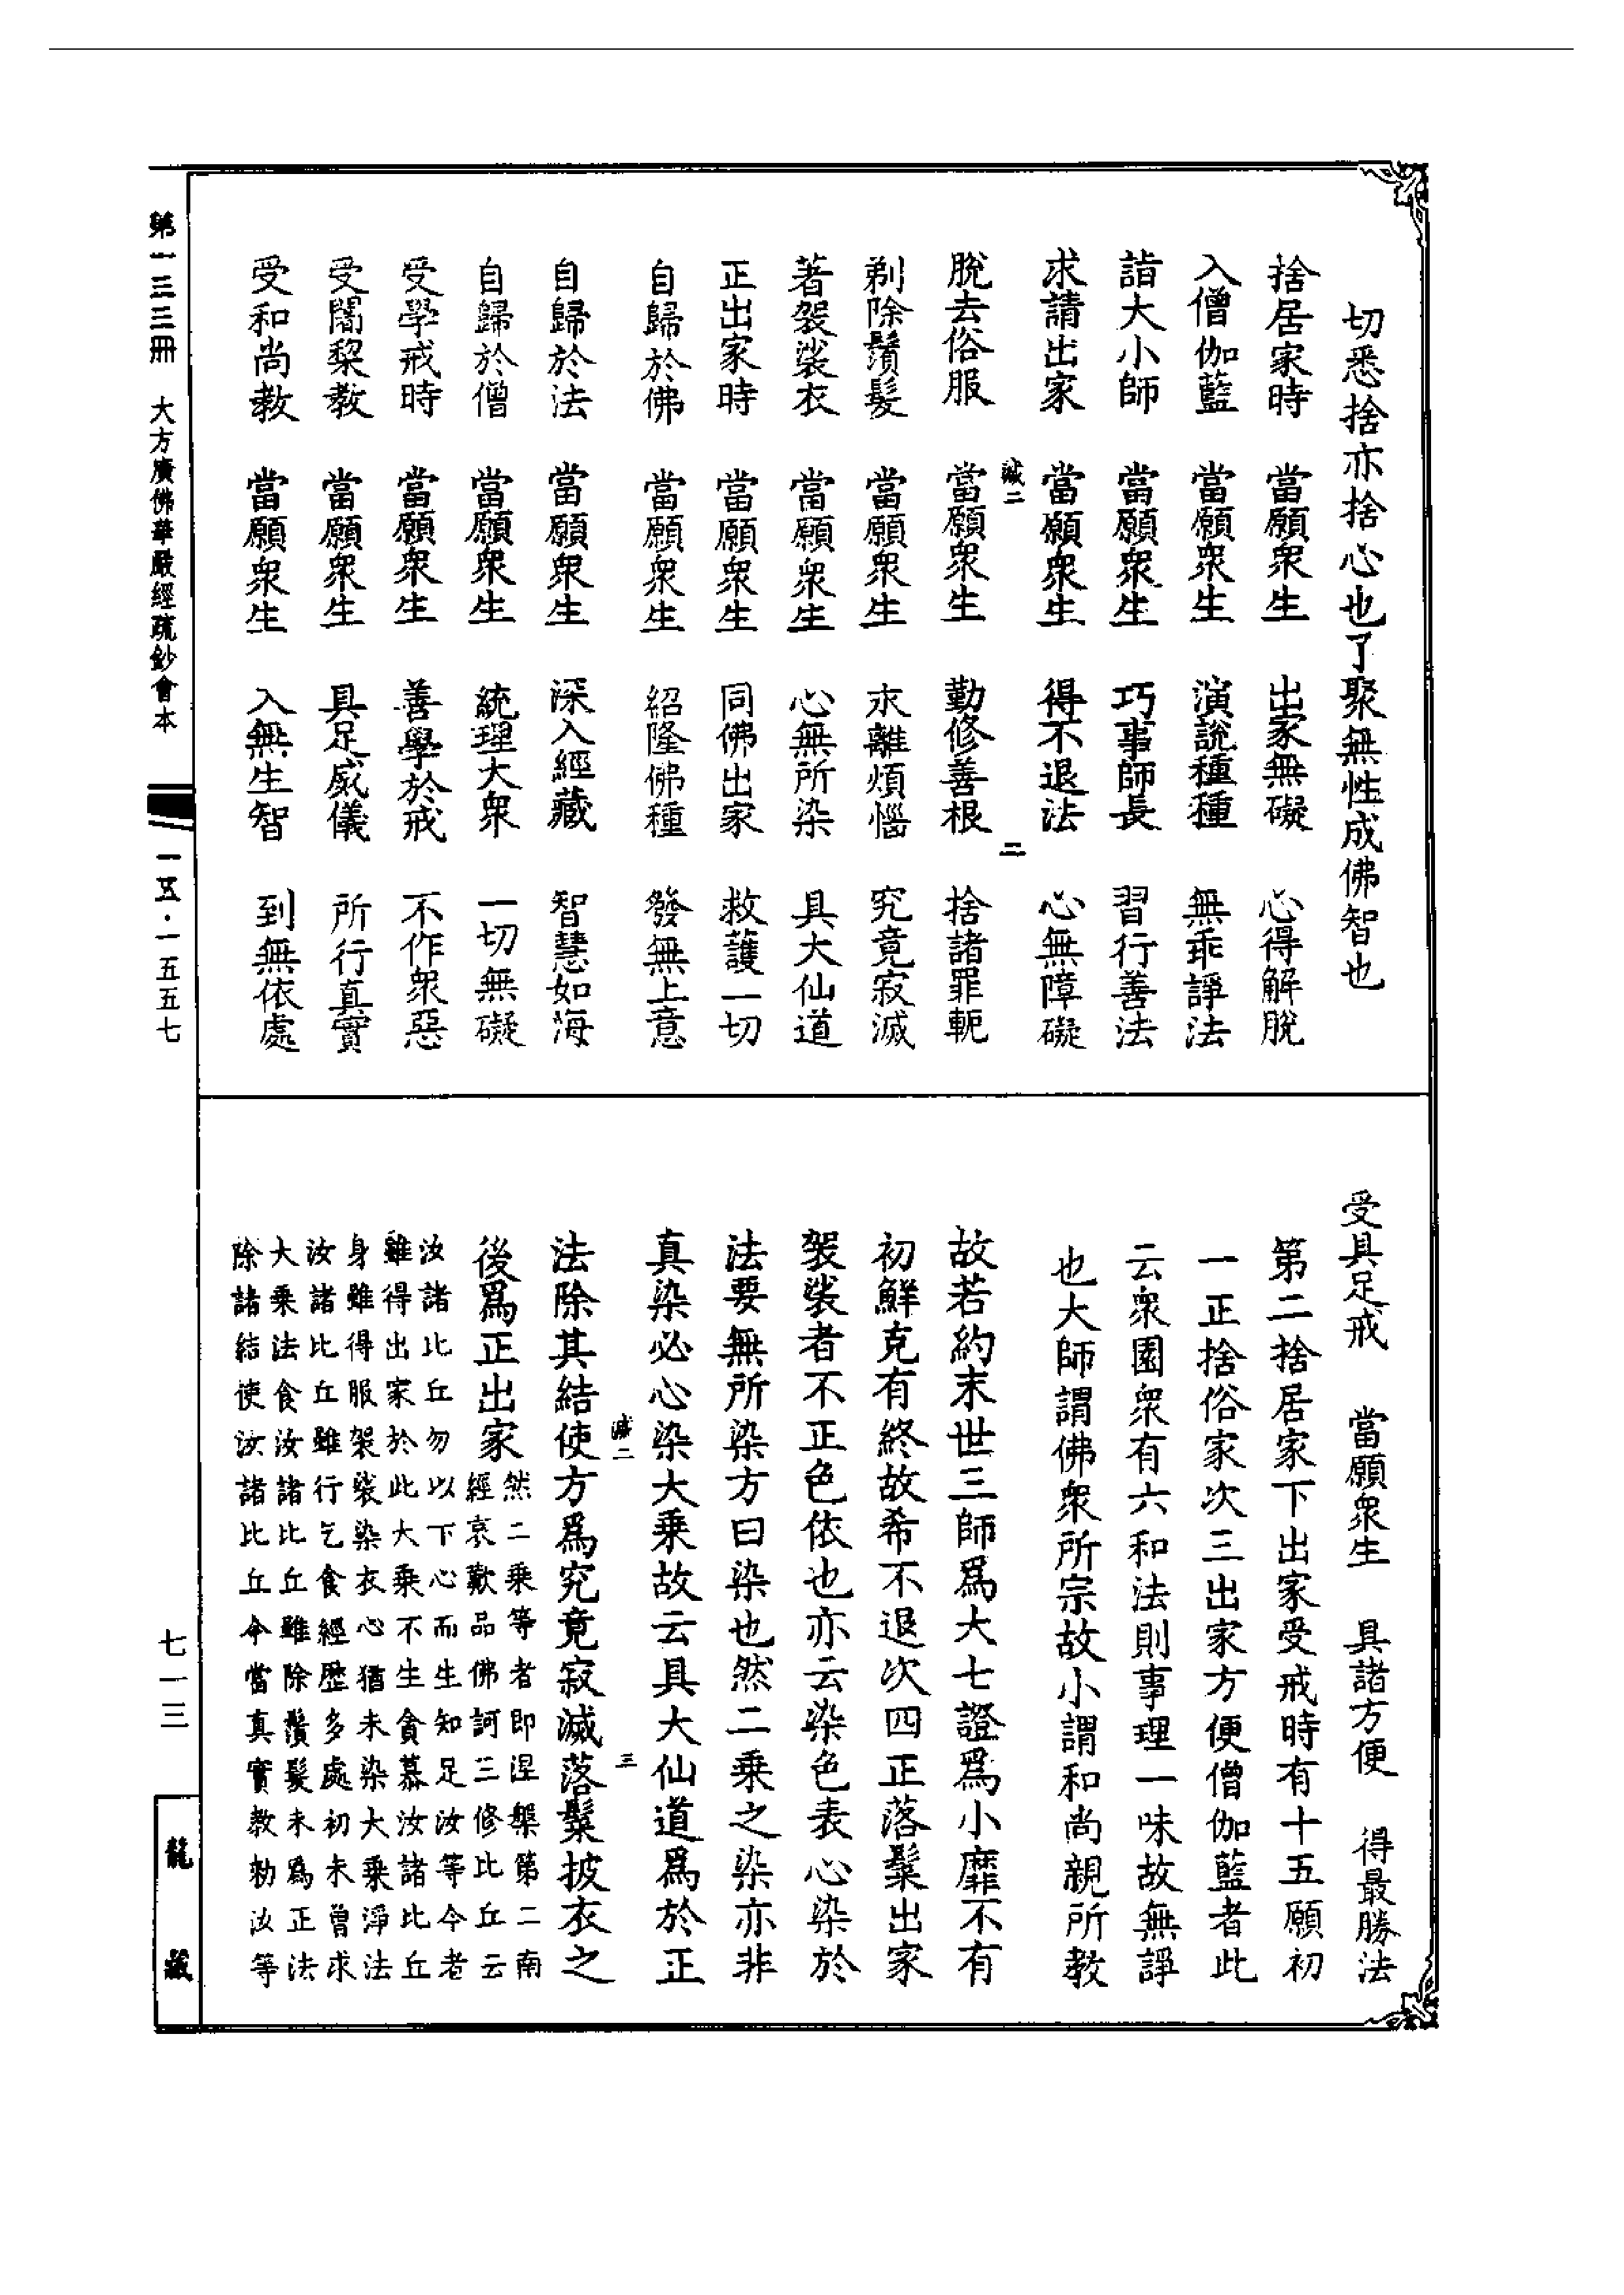 切悉捨亦捨心也了聚無性成佛智也
捨居家時　當願衆生　出家無礙　心得解脫
入僧伽藍　當願衆生　演說種種　無乖諍法
詣大小師　當願衆生　巧事師長　習行善法
求請出家　當願衆生　得不退法　心無障礙
二　二
脫去俗服　當願衆生　勤修善根　捨諸罪軛
剃除鬚髮　當願衆生　永離煩惱　究竟寂滅
著袈裟衣　當願衆生　心無所染　具大仙道
正出家時　當願衆生　同佛出家　救護一切
自歸於佛　當願衆生　紹隆佛種　發無上意
自歸於法　當願衆生　深入經藏　智慧如海
自歸於僧　當願衆生　統理大衆　一切無礙
受學戒時　當願衆生　善學於戒　不作衆惡
受闍棃教　當願衆生　具足威儀　所行真實
受和尚教　當願衆生　入無生智　到無依處
受具足戒　當願衆生　具諸方便　得最勝法
第二捨居家下出家受戒時有十五願初
一正捨俗家次三出家方便僧伽藍者此
云衆園衆有六和法則事理一味故無諍
也大師謂佛衆所宗故小謂和尚親所教
故若約末世三師爲大七證爲小靡不有
初鮮克有終故希不退次四正落髮出家
袈裟者不正色依也亦云染色表心染於
法要無所染方曰染也然二乘之染亦非
真染必心染大乘故云具大仙道爲於正
二　三
法除其結使方爲究竟寂滅落髮披衣之
後爲正出家
然二乘等者即涅槃第二南
經哀歎品佛訶三修比丘云
汝諸比丘勿以下心而生知足汝等今者
雖得出家於此大乘不生貪慕汝諸比丘
身雖得服袈裟染衣心猶未染大乘淨法
汝諸比丘雖行乞食經歷多處初未曾求
大乘法食汝諸比丘雖除鬚髮未爲正法
除諸結使汝諸比丘今當真實教勑汝等
第一三三冊　大方廣佛華嚴經疏鈔會本　一五五七
七一三
龍藏